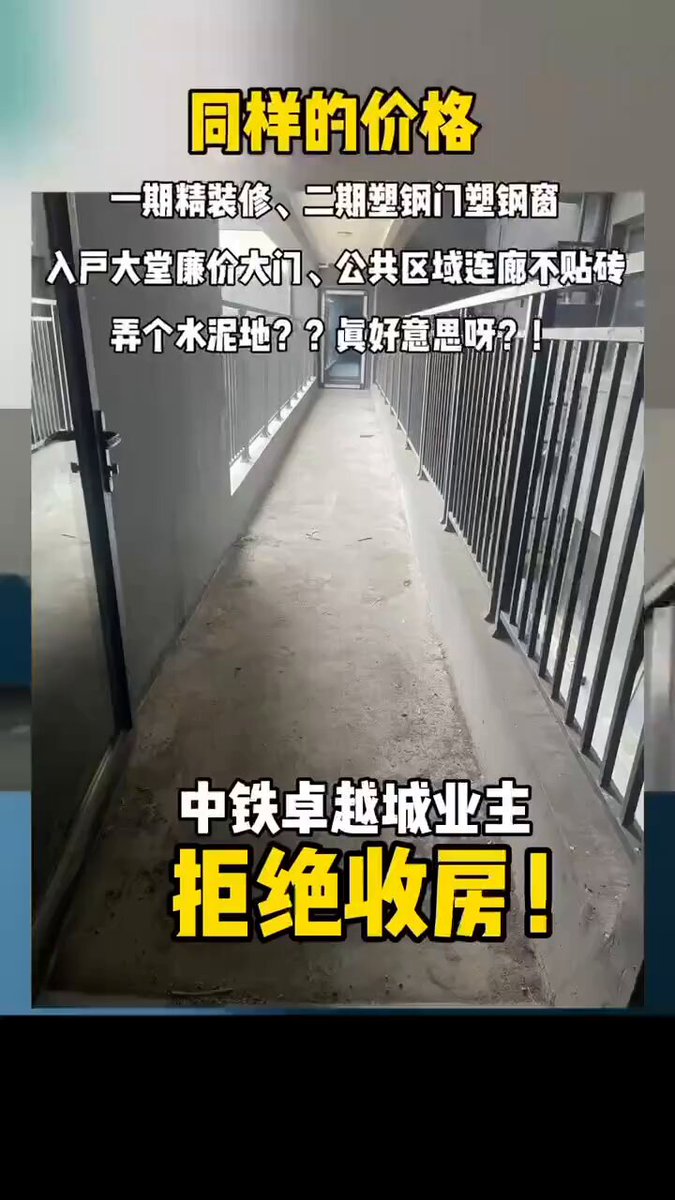 同样的价格
一期精装修、二期塑钢门塑钢窗
入户大堂廉价大门、公共区域连廊不贴砖
弄个水泥地？？真好意思呀？！
中铁卓越城业主
拒绝收房！